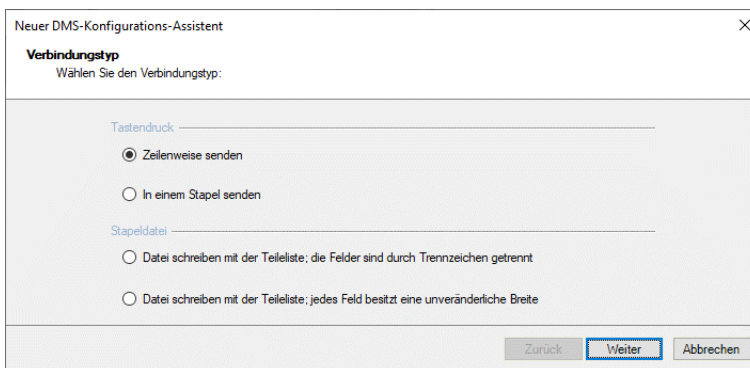 Neuer DMS-Konfigurations-Assistent
Verbindungstyp
Wählen Sie den Verbindungstyp:
Tastendruck
Zeilenweise senden
In einem Stapel senden
Stapeldatei
Datei schreiben mit der Teileliste; die Felder sind durch Trennzeichen getrennt
Datei schreiben mit der Teileliste; jedes Feld besitzt eine unveränderliche Breite
Zurück Weiter Abbrechen